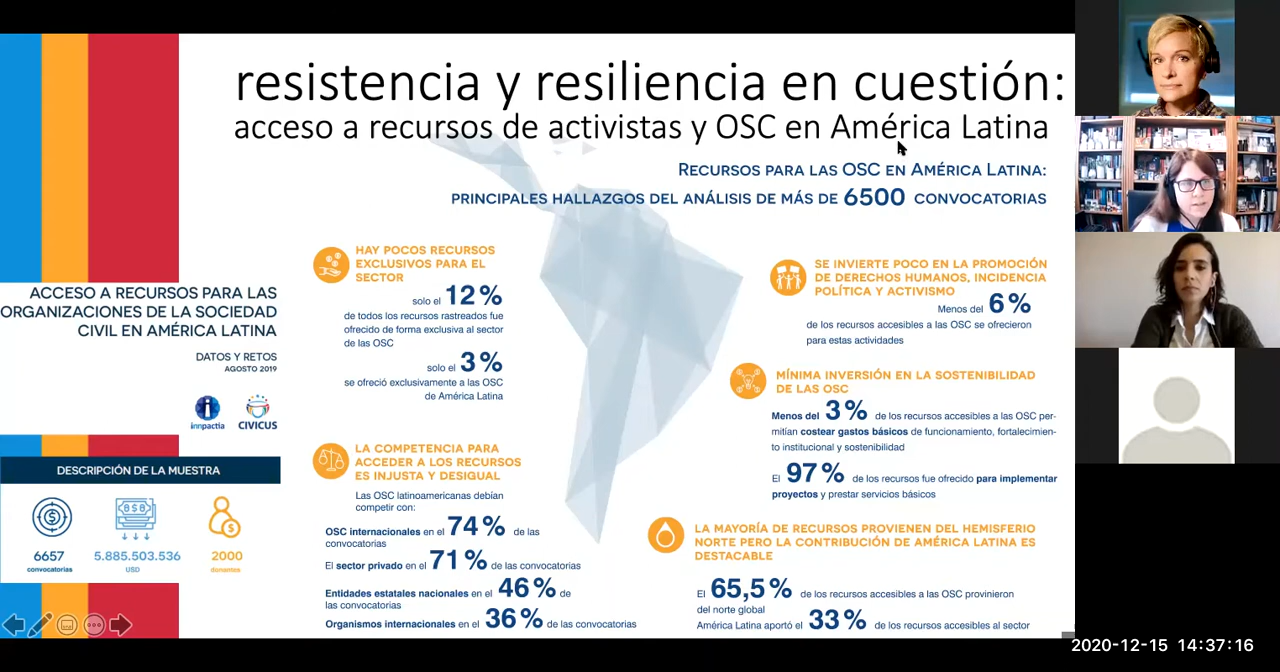 resistencia y resiliencia en cuestión:
acceso a recursos de activistas y OSC en América Latina
RECURSOS PARA LAS OSC EN AMÉRICA LATINA:
PRINCIPALES HALLAZGOS DEL ANÁLISIS DE MÁS DE 6500 CONVOCATORIAS
ACCESO A RECURSOS PARA LAS
ORGANIZACIONES DE LA SOCIEDAD
CIVIL EN AMÉRICA LATINA
DATOS Y RETOS
AGOSTO 2019
innpactia
CIVICUS
DESCRIPCIÓN DE LA MUESTRA
6657
convocatorias
5.885.503.536
USD
2000
donantes
HAY POCOS RECURSOS
EXCLUSIVOS PARA EL
SECTOR
solo el 12%
de todos los recursos rastreados fue
ofrecido de forma exclusiva al sector
de las OSC
solo el 3%
se ofreció exclusivamente a las OSC
de América Latina
LA COMPETENCIA PARA
ACCEDER A LOS RECURSOS
ES INJUSTA Y DESIGUAL
Las OSC latinoamericanas debían
competir con:
OSC internacionales en el 74% de las
convocatorias
El sector privado en el 71% de las convocatorias
Entidades estatales nacionales en el 46% de
las convocatorias
Organismos internacionales en el 36% de las convocatorias
SE INVIERTE POCO EN LA PROMOCIÓN
DE DERECHOS HUMANOS, INCIDENCIA
POLÍTICA Y ACTIVISMO
Menos del 6%
de los recursos accesibles a las OSC se ofrecieron
para estas actividades
MÍNIMA INVERSIÓN EN LA SOSTENIBILIDAD
DE LAS OSC
Menos del 3% de los recursos accesibles a las OSC per-
mitían costear gastos básicos de funcionamiento, fortalecimien-
to institucional y sostenibilidad
El 97% de los recursos fue ofrecido para implementar
proyectos y prestar servicios básicos
LA MAYORÍA DE RECURSOS PROVIENEN DEL HEMISFERIO
NORTE PERO LA CONTRIBUCIÓN DE AMÉRICA LATINA ES
DESTACABLE
El 65,5% de los recursos accesibles a las OSC provinieron
del norte global
América Latina aportó el 33% de los recursos accesibles al sector
2020-12-15 14:37:16